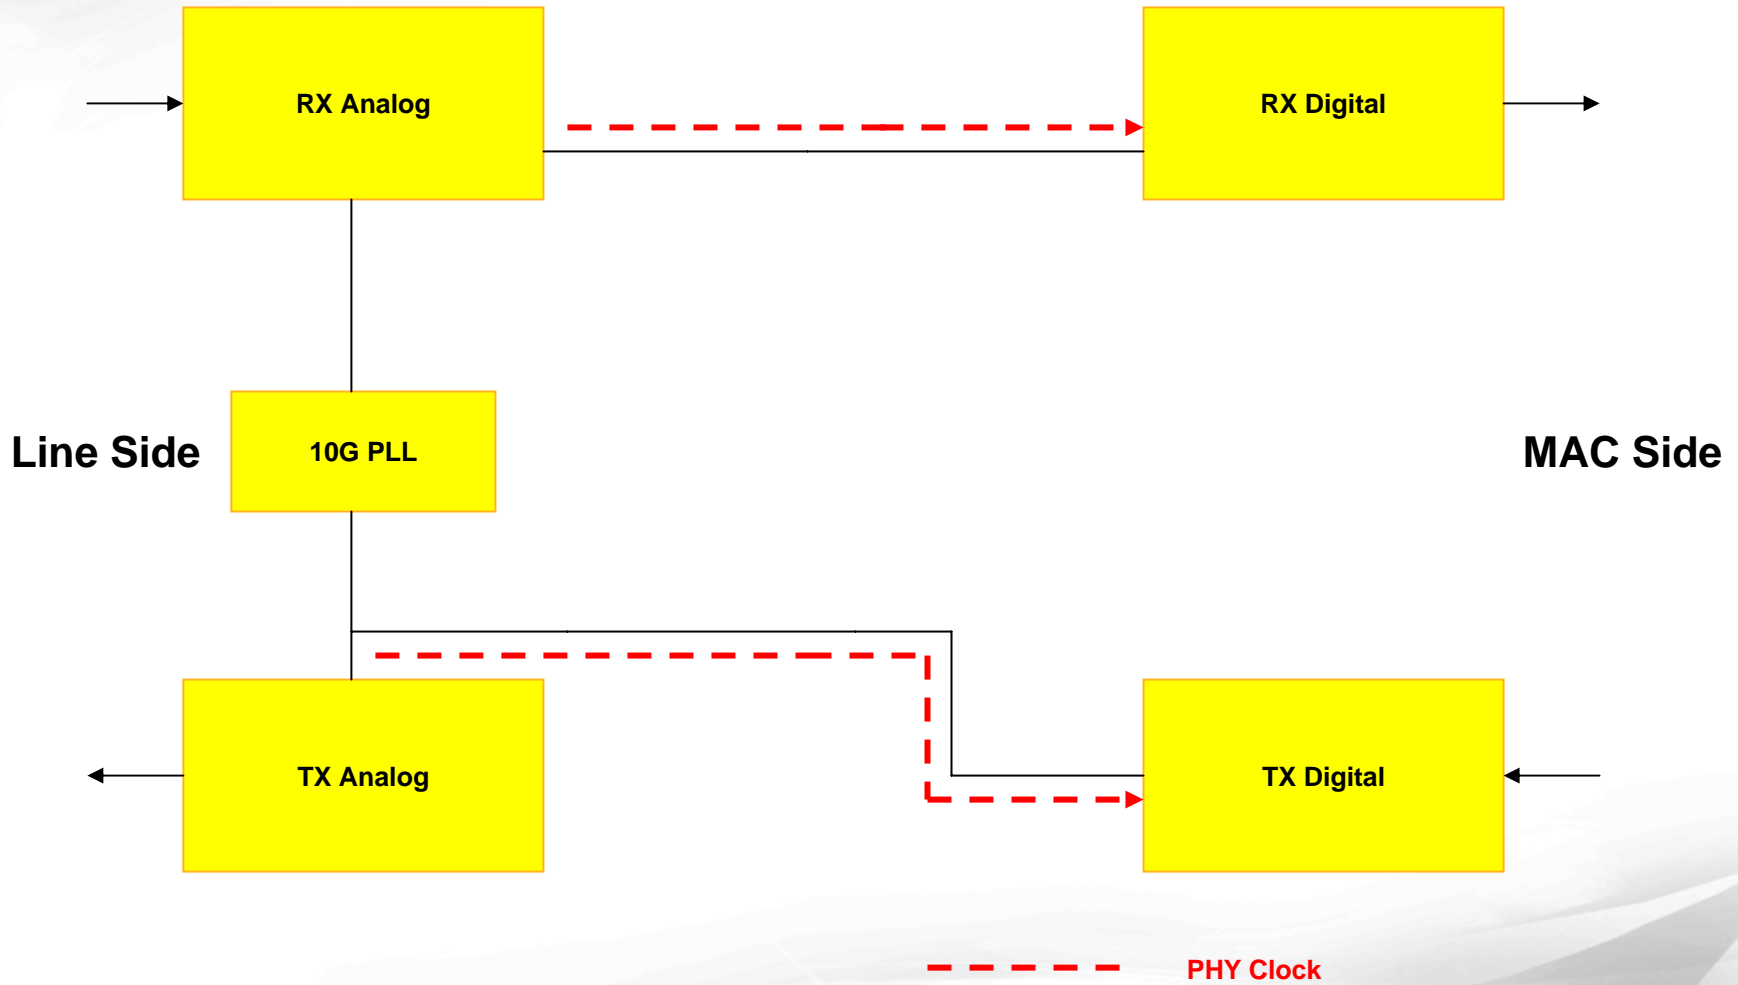 RX Analog
RX Digital
Line Side
10G PLL
MAC Side
TX Analog
TX Digital
PHY Clock